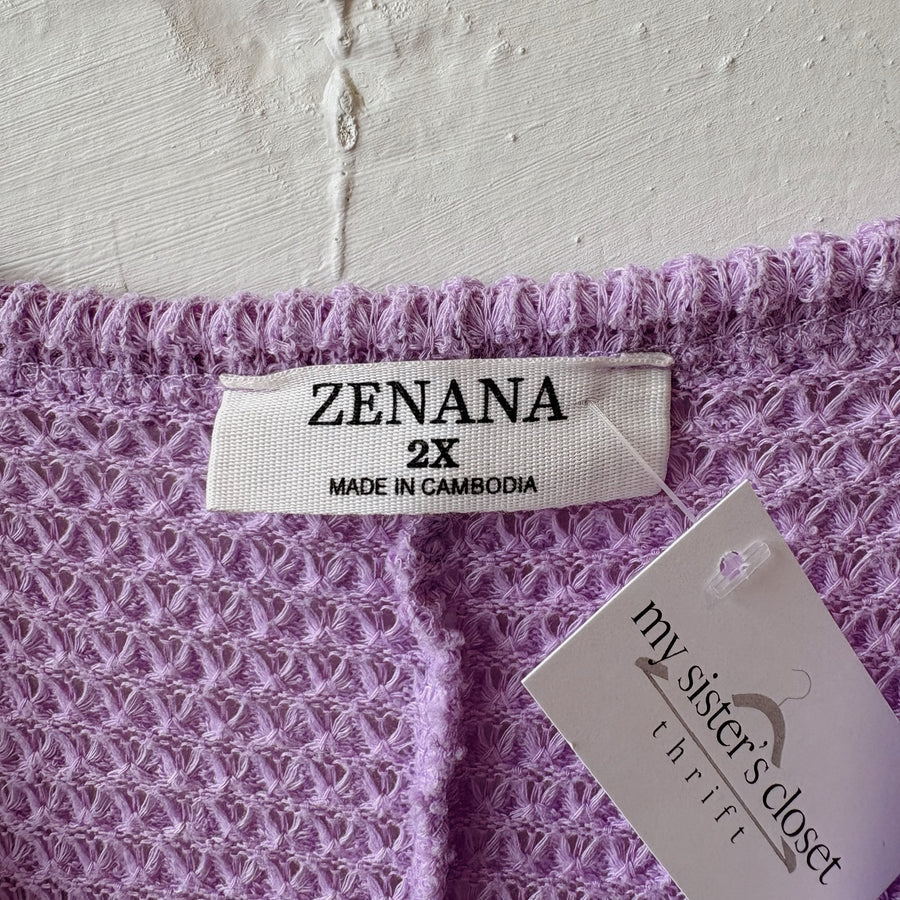 ZENANA
2X
MADE IN CAMBODIA
my sister's closet
thrift